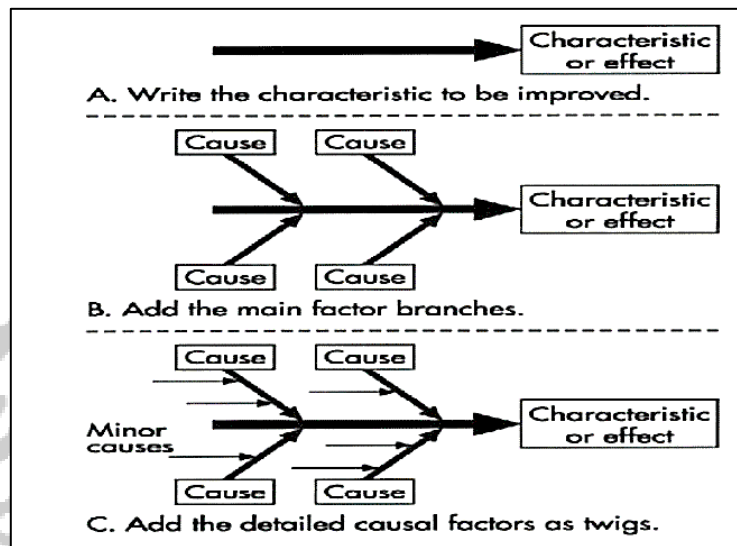 Characteristic
or effect
A. Write the characteristic to be improved.
Cause
Cause
Characteristic
or effect
Cause
Cause
B. Add the main factor branches.
Cause
Cause
Minor
causes
Characteristic
or effect
Cause
Cause
C. Add the detailed causal factors as twigs.